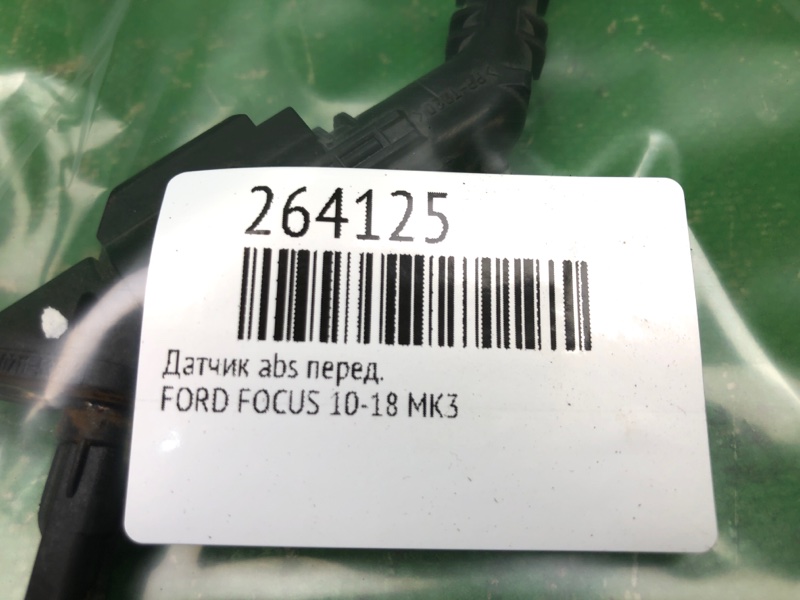 264125
Датчик abs перед.
FORD FOCUS 10-18 MK3